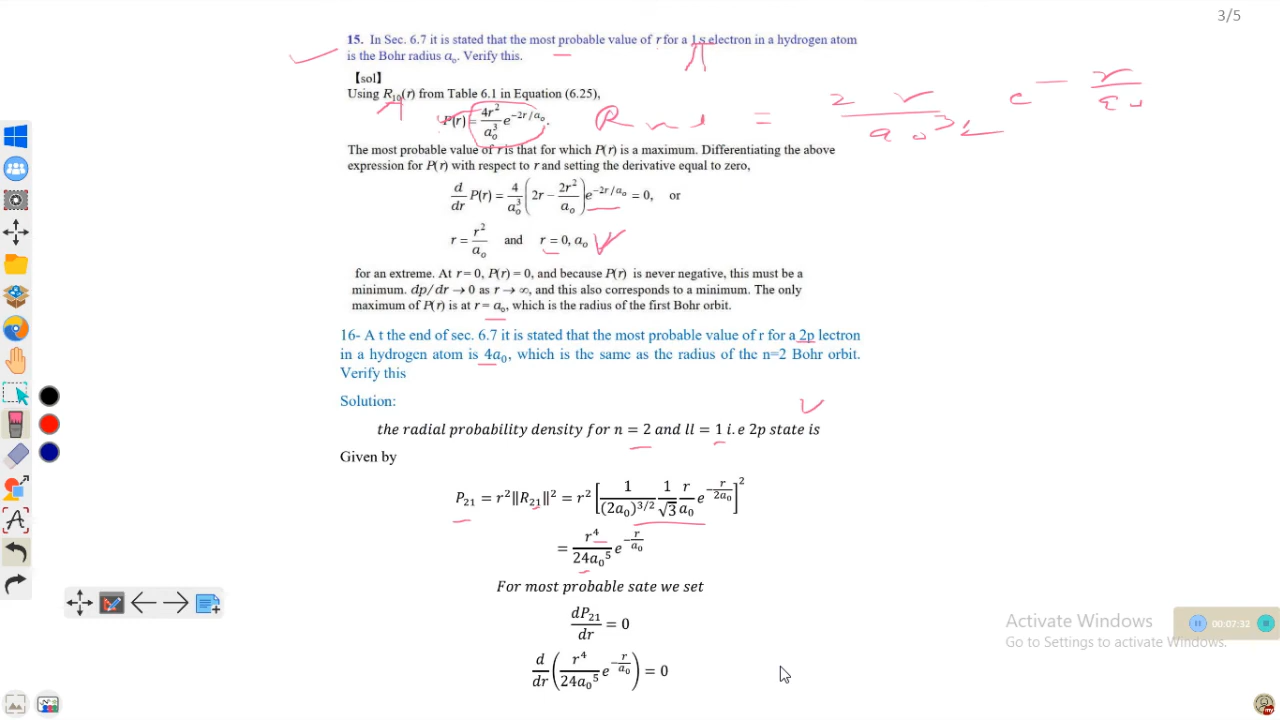 3/5
15. In Sec. 6.7 it is stated that the most probable value of r for a 1s electron in a hydrogen atom
is the Bohr radius aₒ. Verify this.
【sol】
Using R₁₀(r) from Table 6.1 in Equation (6.25),
P(r) = 4r²/aₒ³ e^(-2r/aₒ).
R = 2 r / a₀ e^(- r/a₀)
The most probable value of r is that for which P(r) is a maximum. Differentiating the above
expression for P(r) with respect to r and setting the derivative equal to zero,
d/dr P(r) = 4/aₒ³ (2r − 2r²/aₒ) e^(−2r/aₒ) = 0, or
r = r²/aₒ and r = 0, aₒ
for an extreme. At r = 0, P(r) = 0, and because P(r) is never negative, this must be a
minimum. dp/dr → 0 as r → ∞, and this also corresponds to a minimum. The only
maximum of P(r) is at r = aₒ, which is the radius of the first Bohr orbit.
16- A t the end of sec. 6.7 it is stated that the most probable value of r for a 2p lectron
in a hydrogen atom is 4a₀, which is the same as the radius of the n=2 Bohr orbit.
Verify this
Solution:
the radial probability density for n = 2 and ll = 1 i.e 2p state is
Given by
P₂₁ = r²‖R₂₁‖² = r² [1/(2a₀)^(3/2) 1/√3 r/a₀ e^(−r/2a₀)]²
= r⁴/24a₀⁵ e^(−r/a₀)
For most probable sate we set
dP₂₁/dr = 0
d/dr (r⁴/24a₀⁵ e^(−r/a₀)) = 0
Activate Windows
Go to Settings to activate Windows.
00:07:32